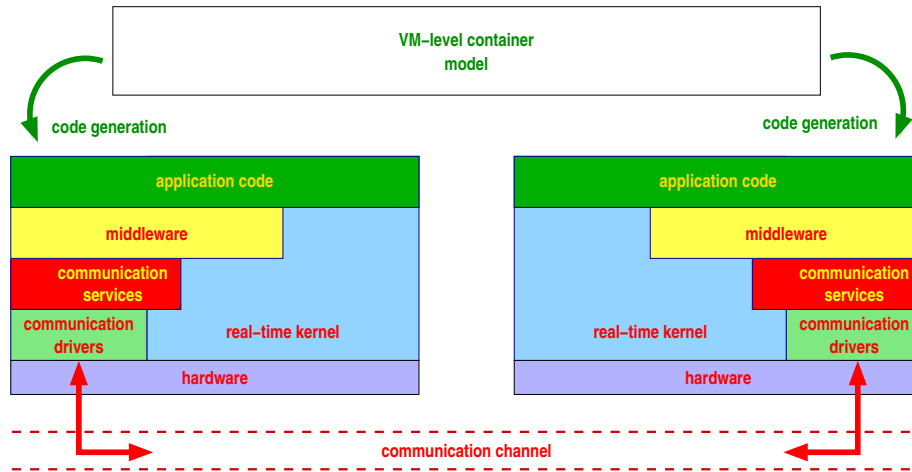 VM-level container
model
code generation
code generation
application code
middleware
communication
services
communication
drivers
real-time kernel
hardware
application code
middleware
communication
services
real-time kernel
communication
drivers
hardware
communication channel